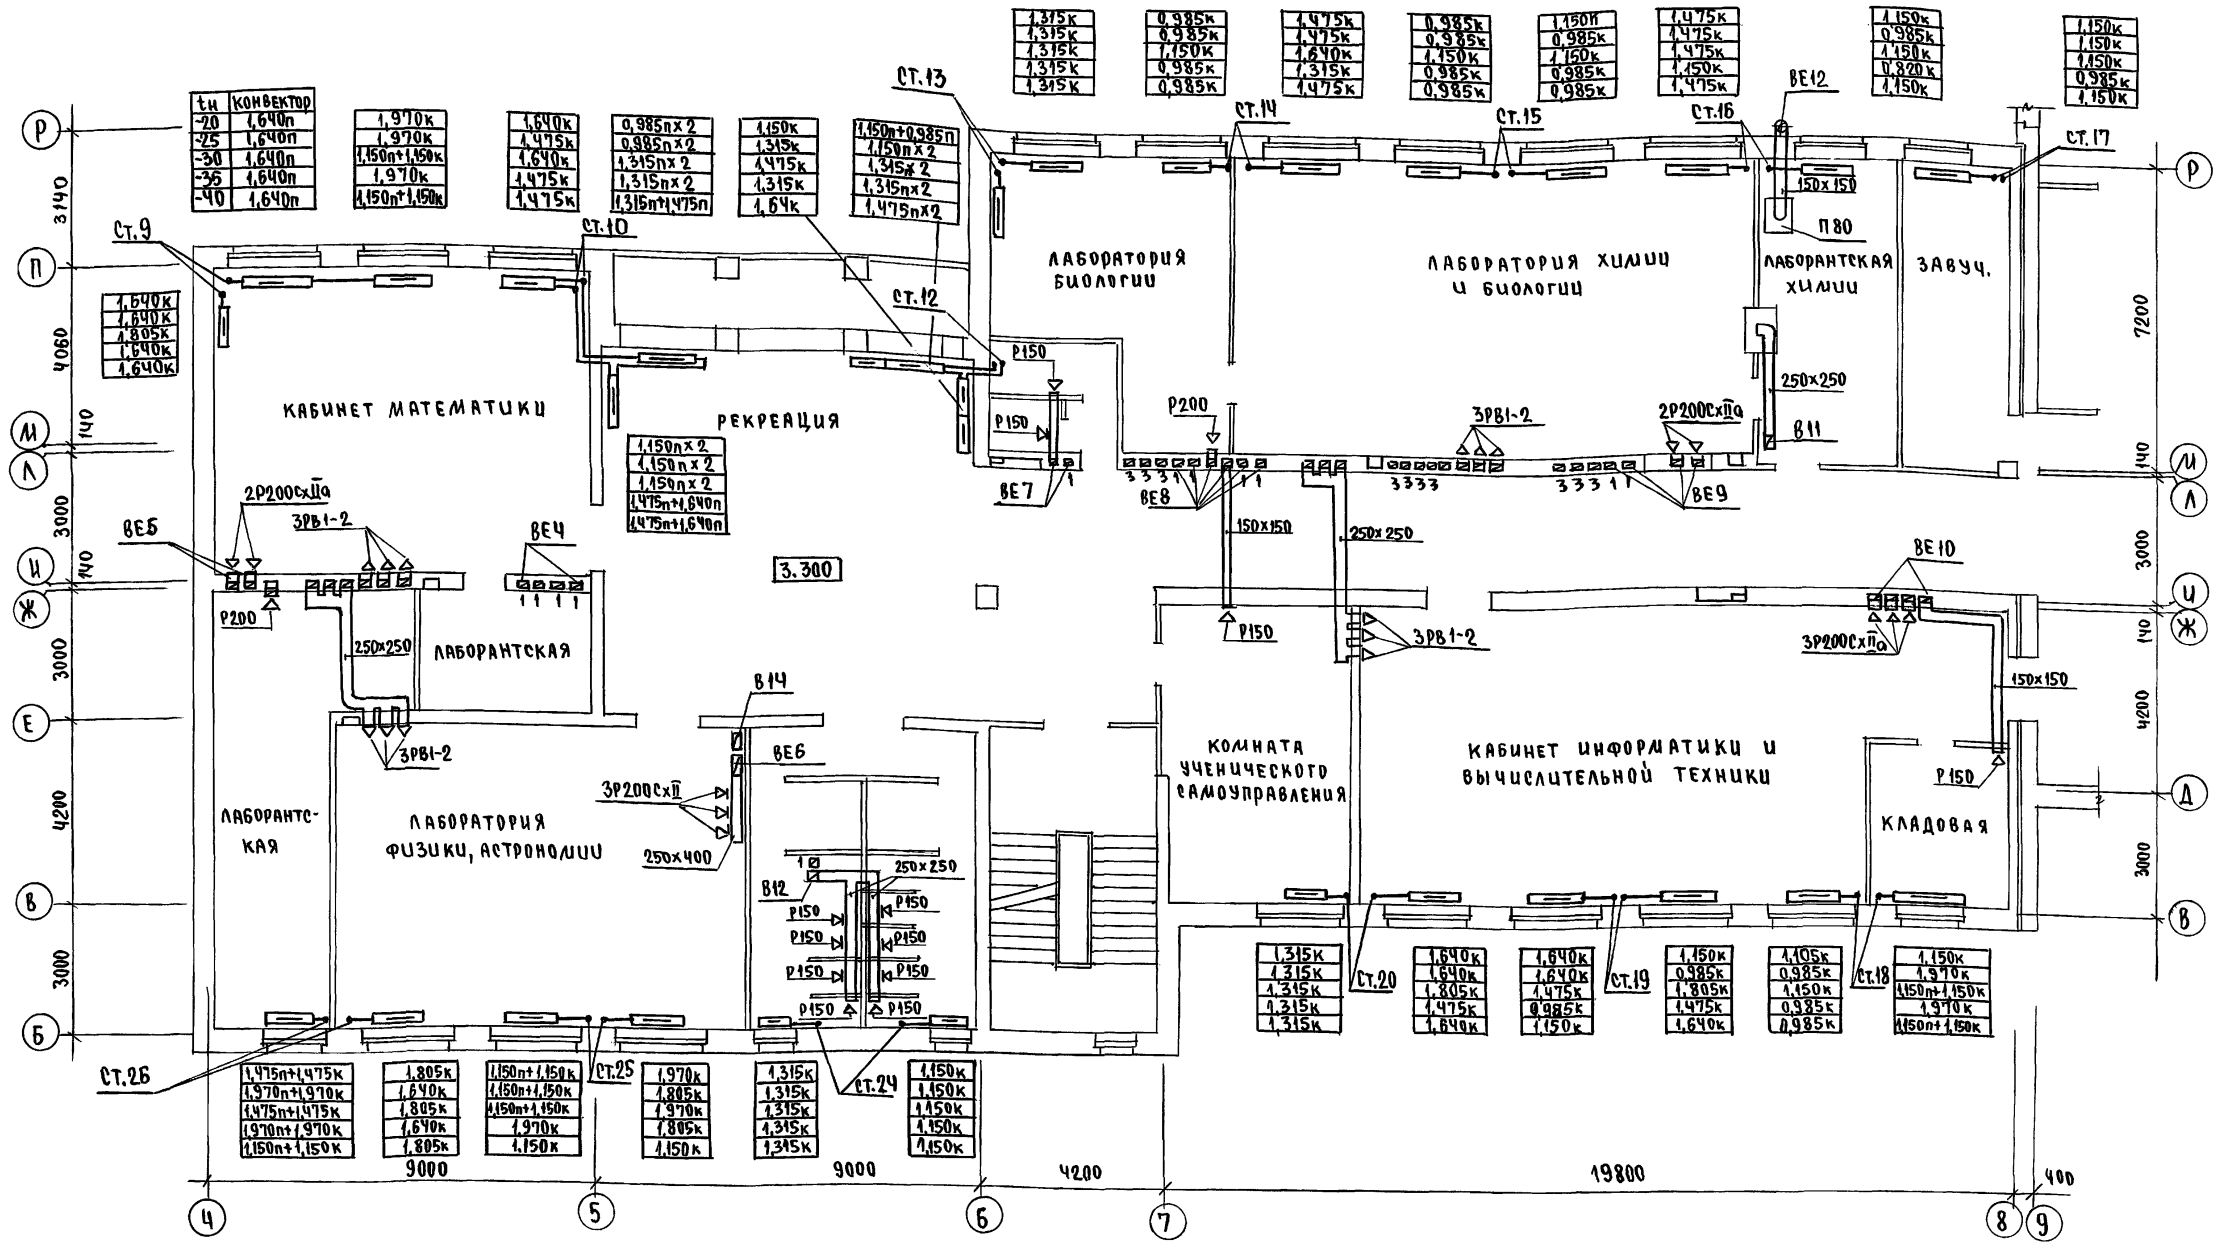 1,315к
1,315к
1,315к
1,315к
1,315к
0,985к
0,985к
1,150к
0,985к
0,985к
1,475к
1,475к
1,640к
1,315к
1,475к
0,985к
0,985к
1,150к
0,985к
0,985к
1,150к
0,985к
1,150к
0,985к
0,985к
1,475к
1,475к
1,475к
1,150к
1,475к
1,150к
0,985к
1,150к
0,820к
1,150к
1,150к
1,150к
1,150к
0,985к
1,150к
tн КОНВЕКТОР
-20 1,640п
-25 1,640п
-30 1,640п
-35 1,640п
-40 1,640п
1,970к
1,970к
1,150п+1,150к
1,970к
1,150п+1,150к
1,640к
1,475к
1,640к
1,475к
1,475к
0,985п×2
0,985п×2
1,315п×2
1,315п×2
1,315п+1,475п
1,150к
1,315к
1,475к
1,315к
1,64к
1,150п+0,985п
1,150п×2
1,315п×2
1,315п×2
1,475п×2
СТ.13
СТ.14
СТ.15
СТ.16
ВЕ12
СТ.17
Р
Р
3140
СТ.9
СТ.10
150×150
П80
П
ЛАБОРАТОРИЯ
БИОЛОГИИ
ЛАБОРАТОРИЯ ХИМИИ
И БИОЛОГИИ
ЛАБОРАНТСКАЯ
ХИМИИ
ЗАВУЧ.
СТ.12
1,640к
1,640к
1,805к
1,640к
1,640к
4060
7200
Р150
250×250
КАБИНЕТ МАТЕМАТИКИ
РЕКРЕАЦИЯ
Р150
Р200
3РВ1-2
2Р200СхIIа
В11
М
140
Л
140
М
Л
1,150п×2
1,150п×2
1,150п×2
1,475п+1,640п
1,475п+1,640п
1
3 3 3 1 1
1 1
3333
3 3 3 1 1
ВЕ7
ВЕ8
ВЕ9
2Р200СхIIа
3РВ1-2
ВЕ5
ВЕ4
3000
150×150
250×250
3000
ВЕ10
И
140
3.300
И
Ж
1 1 1 1
Р200
Р150
3РВ1-2
3Р200СхIIа
140
Ж
3000
250×250
ЛАБОРАНТСКАЯ
150×150
В14
Е
4200
3РВ1-2
ВЕ6
КОМНАТА
УЧЕНИЧЕСКОГО
САМОУПРАВЛЕНИЯ
КАБИНЕТ ИНФОРМАТИКИ И
ВЫЧИСЛИТЕЛЬНОЙ ТЕХНИКИ
Р150
3Р200СхII
Д
4200
ЛАБОРАНТС-
КАЯ
ЛАБОРАТОРИЯ
ФИЗИКИ, АСТРОНОМИИ
КЛАДОВАЯ
250×400
1
250×250
В12
3000
В
Р150
Р150
Р150
Р150
Р150
Р150
Р150
Р150
В
3000
Б
1,315к
1,315к
1,315к
1,315к
1,315к
СТ.20
1,640к
1,640к
1,805к
1,475к
1,640к
1,640к
1,640к
1,475к
0,985к
1,150к
СТ.19
1,150к
0,985к
1,805к
1,475к
1,640к
1,105к
0,985к
1,150к
0,985к
0,985к
СТ.18
1,150к
1,970к
1,150п+1,150к
1,970к
1,150п+1,150к
СТ.26
1,475п+1,475к
1,970п+1,970к
1,475п+1,475к
1,970п+1,970к
1,150п+1,150к
1,805к
1,640к
1,805к
1,640к
1,805к
1,150п+1,150к
1,150п+1,150к
1,150п+1,150к
1,970к
1,150к
СТ.25
1,970к
1,805к
1,970к
1,805к
1,150к
1,315к
1,315к
1,315к
1,315к
1,315к
СТ.24
1,150к
1,150к
1,150к
1,150к
1,150к
9000
9000
4200
19800
400
4
5
6
7
8
9